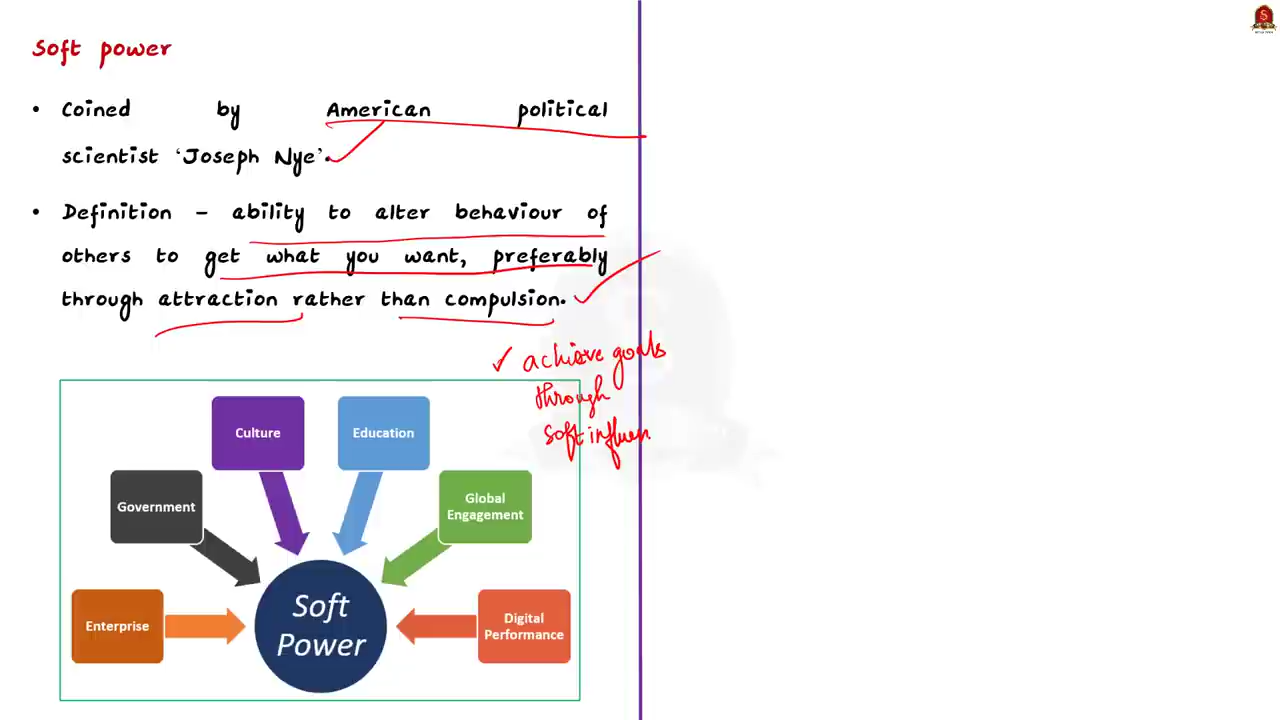 Soft power
• Coined by American political
scientist ‘Joseph Nye’.
• Definition – ability to alter behaviour of
others to get what you want, preferably
through attraction rather than compulsion.
✓ achieve goals
through
soft influen
Culture
Education
Government
Global
Engagement
Enterprise
Soft
Power
Digital
Performance